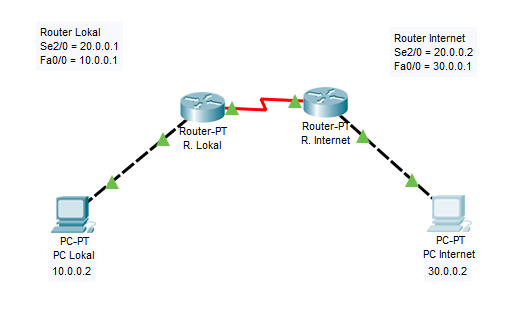 Router Lokal
Se2/0 = 20.0.0.1
Fa0/0 = 10.0.0.1
Router Internet
Se2/0 = 20.0.0.2
Fa0/0 = 30.0.0.1
Router-PT
R. Lokal
Router-PT
R. Internet
PC-PT
PC Lokal
10.0.0.2
PC-PT
PC Internet
30.0.0.2